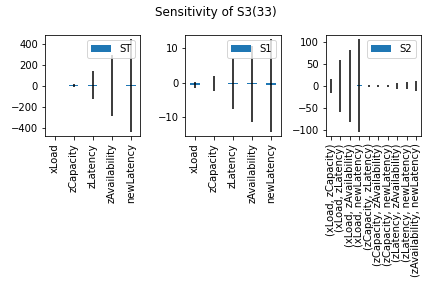 Sensitivity of S3(33)
400
200
0
−200
−400
ST
xLoad
zCapacity
zLatency
zAvailability
newLatency
10
0
−10
S1
xLoad
zCapacity
zLatency
zAvailability
newLatency
100
50
0
−50
−100
S2
(xLoad, zCapacity)
(xLoad, zLatency)
(xLoad, zAvailability)
(xLoad, newLatency)
(zCapacity, zLatency)
(zCapacity, zAvailability)
(zCapacity, newLatency)
(zLatency, zAvailability)
(zLatency, newLatency)
(zAvailability, newLatency)